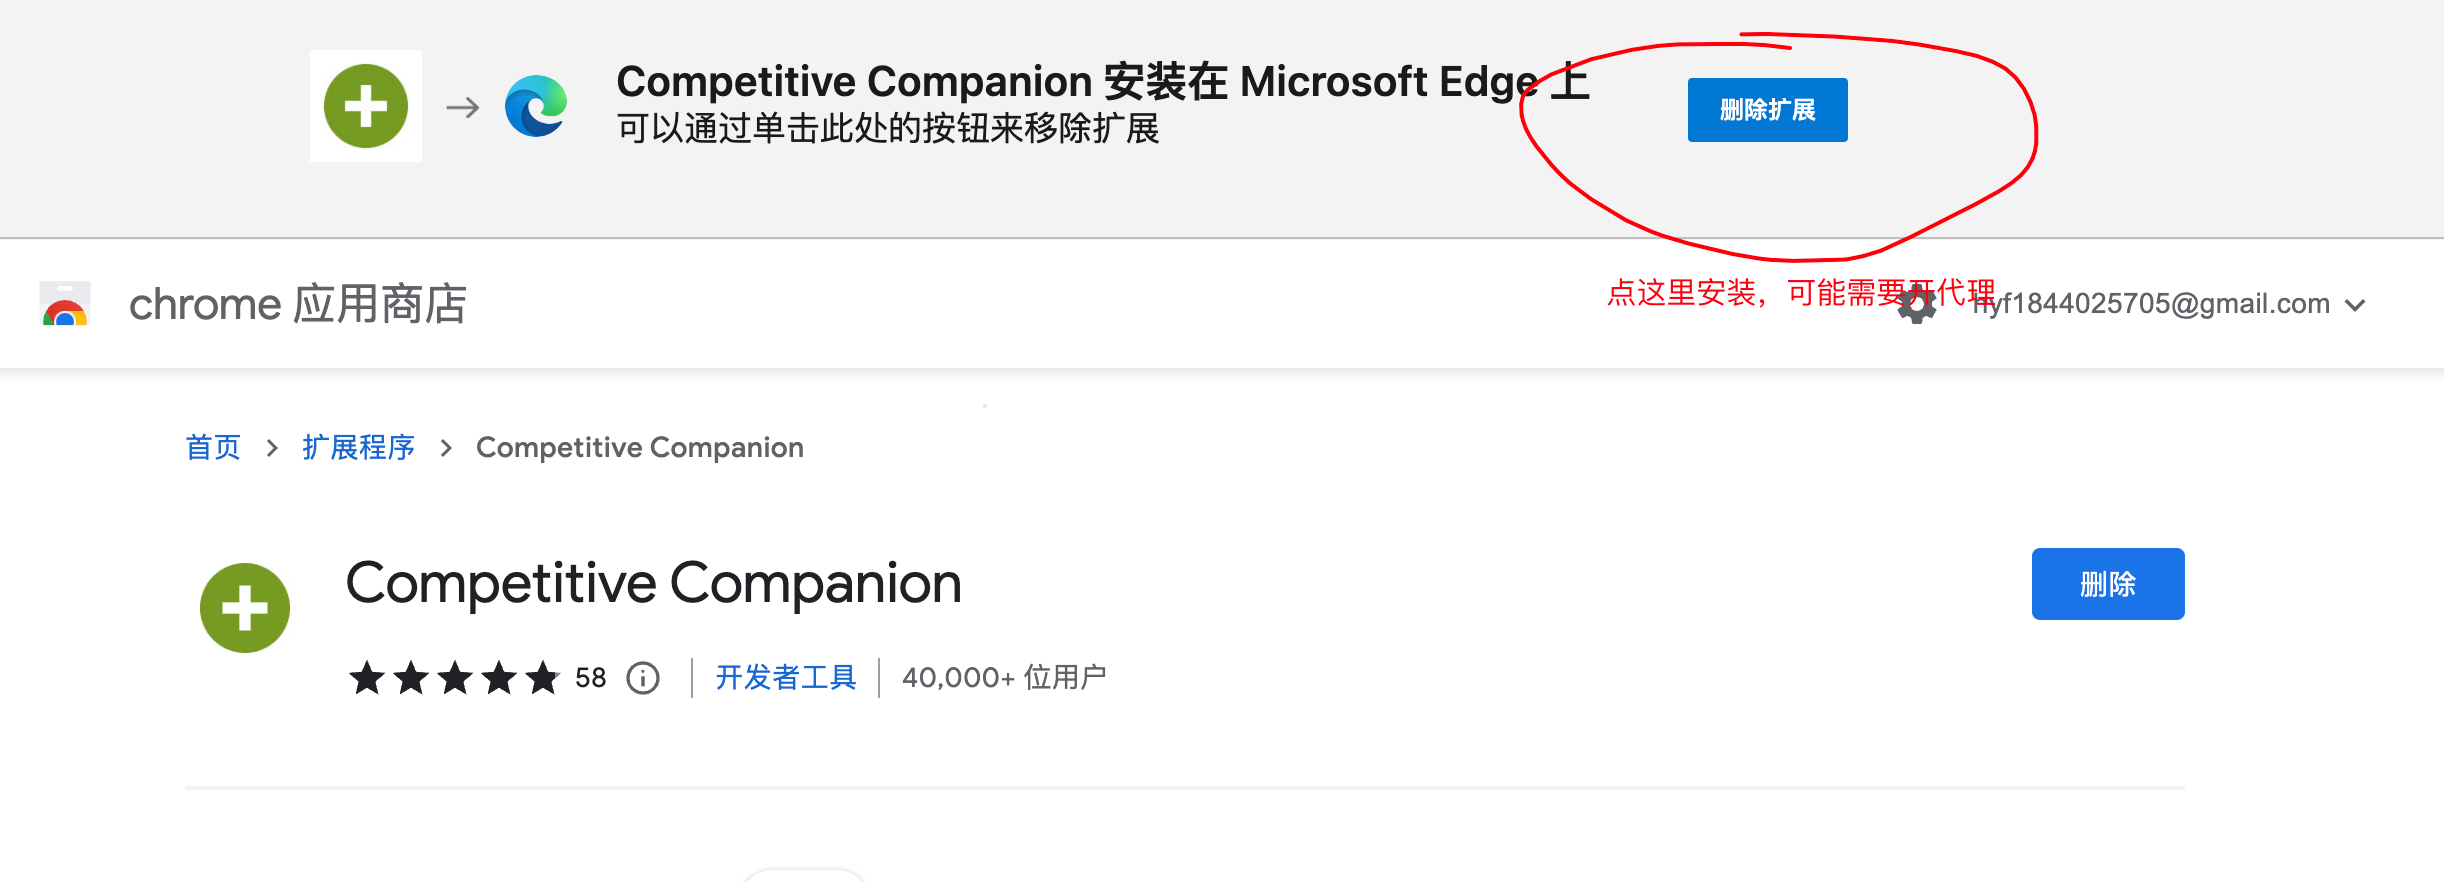 Competitive Companion 安装在 Microsoft Edge 上
可以通过单击此处的按钮来移除扩展
删除扩展
chrome 应用商店
点这里安装，可能需要开代理
hyf1844025705@gmail.com
首页 > 扩展程序 > Competitive Companion
Competitive Companion
删除
58
开发者工具
40,000+ 位用户